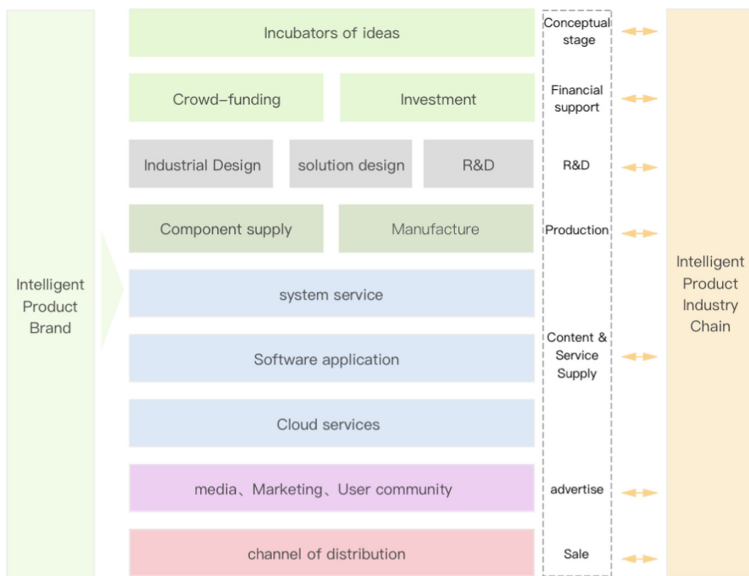 Intelligent
Product
Brand
Incubators of ideas
Conceptual
stage
Crowd-funding
Investment
Financial
support
Industrial Design
solution design
R&D
R&D
Component supply
Manufacture
Production
system service
Software application
Cloud services
Content &
Service
Supply
media、Marketing、User community
advertise
channel of distribution
Sale
Intelligent
Product
Industry
Chain